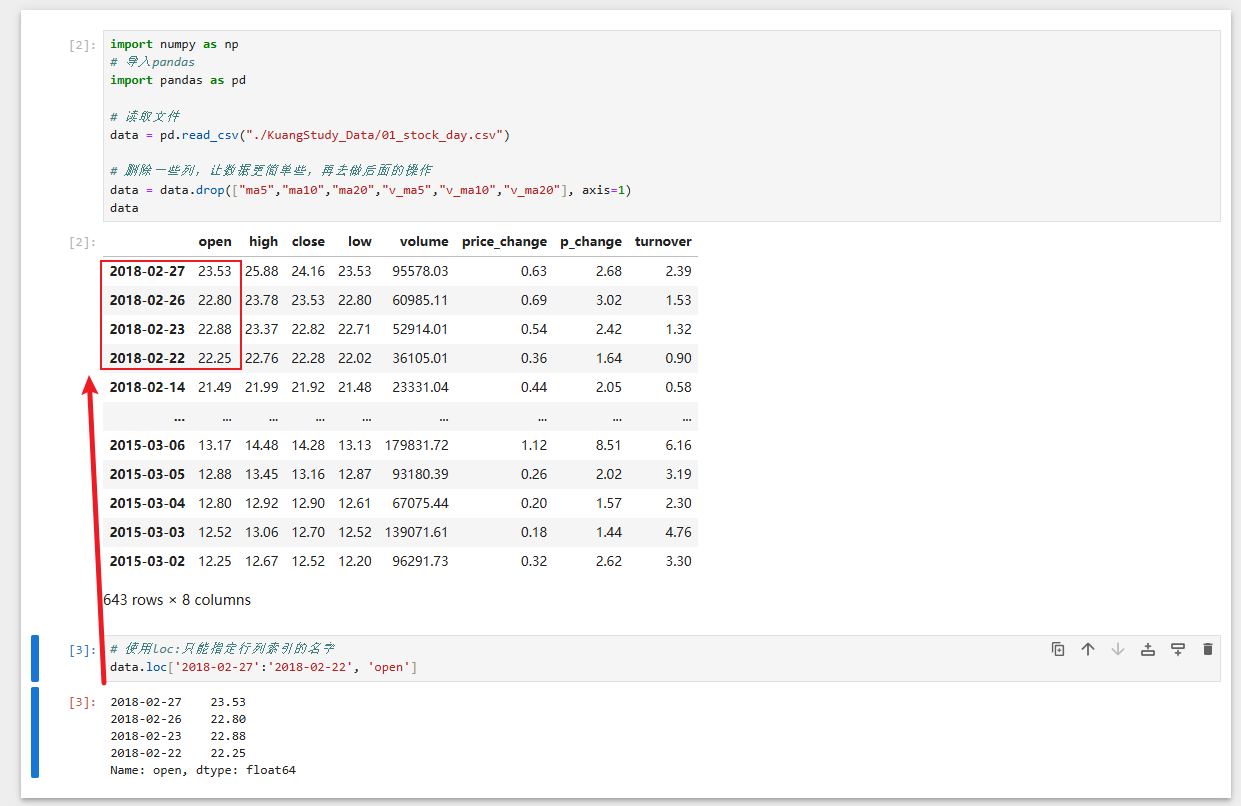 [2]:
import numpy as np
# 导入pandas
import pandas as pd
# 读取文件
data = pd.read_csv("./KuangStudy_Data/01_stock_day.csv")
# 删除一些列，让数据更简单些，再去做后面的操作
data = data.drop(["ma5","ma10","ma20","v_ma5","v_ma10","v_ma20"], axis=1)
data
[2]:
open high close low volume price_change p_change turnover
2018-02-27 23.53 25.88 24.16 23.53 95578.03 0.63 2.68 2.39
2018-02-26 22.80 23.78 23.53 22.80 60985.11 0.69 3.02 1.53
2018-02-23 22.88 23.37 22.82 22.71 52914.01 0.54 2.42 1.32
2018-02-22 22.25 22.76 22.28 22.02 36105.01 0.36 1.64 0.90
2018-02-14 21.49 21.99 21.92 21.48 23331.04 0.44 2.05 0.58
... ... ... ... ... ... ... ... ...
2015-03-06 13.17 14.48 14.28 13.13 179831.72 1.12 8.51 6.16
2015-03-05 12.88 13.45 13.16 12.87 93180.39 0.26 2.02 3.19
2015-03-04 12.80 12.92 12.90 12.61 67075.44 0.20 1.57 2.30
2015-03-03 12.52 13.06 12.70 12.52 139071.61 0.18 1.44 4.76
2015-03-02 12.25 12.67 12.52 12.20 96291.73 0.32 2.62 3.30
643 rows × 8 columns
[3]:
# 使用loc:只能指定行列索引的名字
data.loc['2018-02-27':'2018-02-22', 'open']
[3]:
2018-02-27 23.53
2018-02-26 22.80
2018-02-23 22.88
2018-02-22 22.25
Name: open, dtype: float64